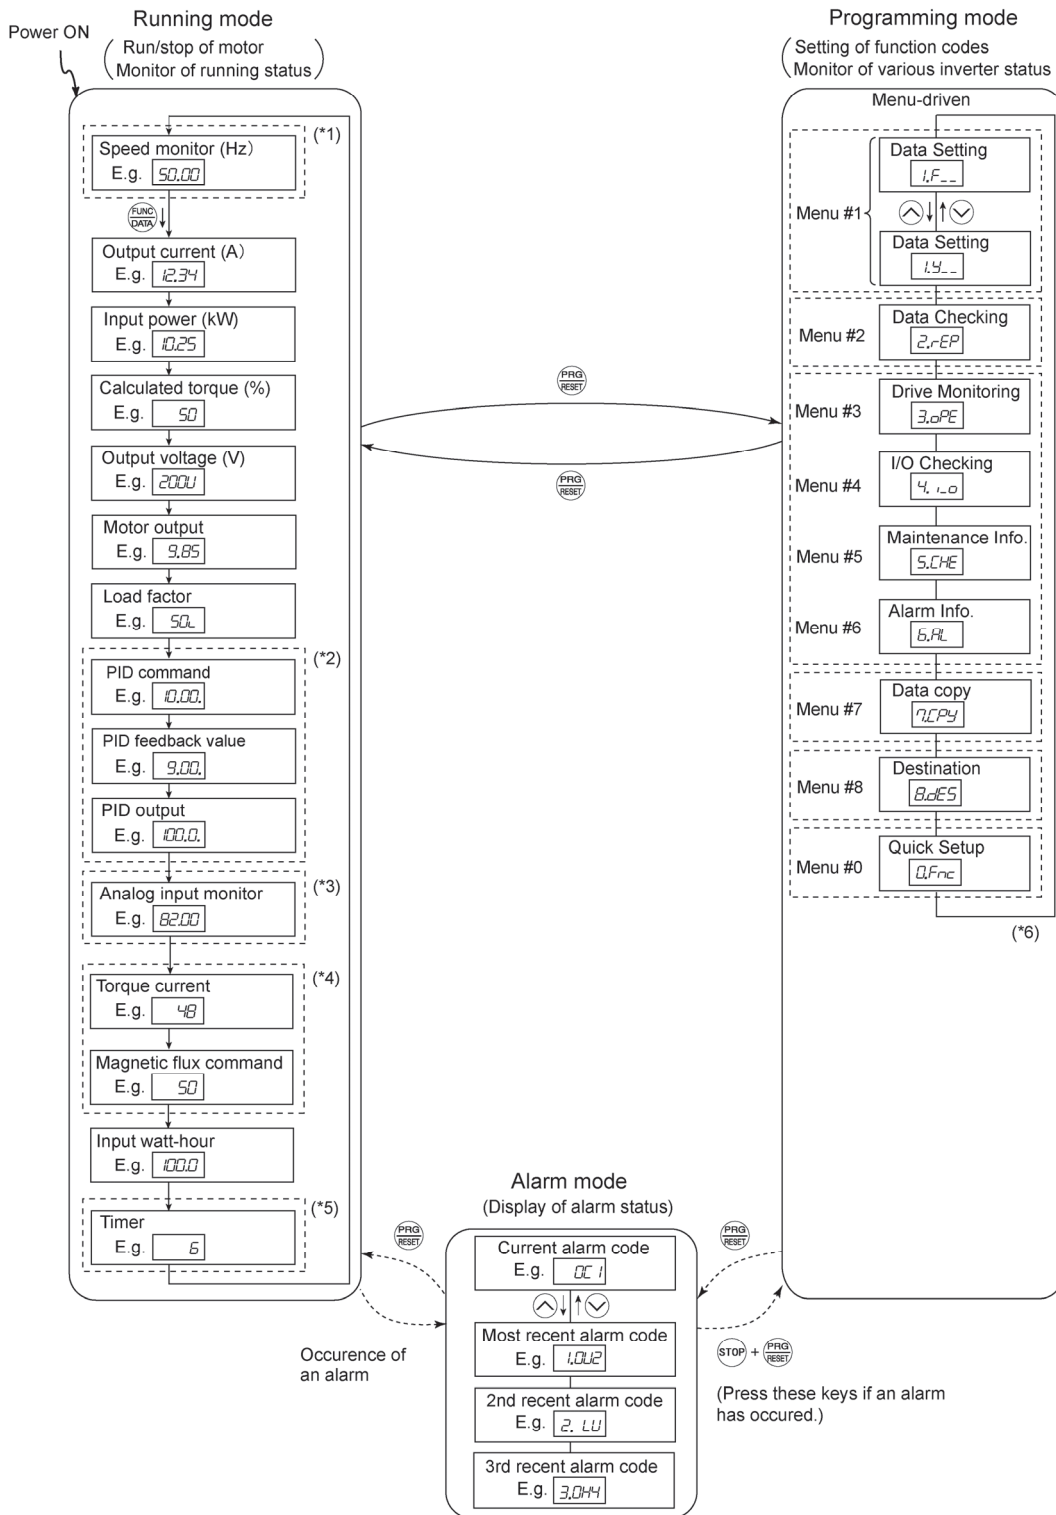 Running mode
Power ON
(Run/stop of motor
Monitor of running status)
(*1)
Speed monitor (Hz)
E.g. 50.00
FUNC
DATA
Output current (A)
E.g. 12.34
Input power (kW)
E.g. 10.25
Calculated torque (%)
E.g. 50
Output voltage (V)
E.g. 200U
Motor output
E.g. 9.85
Load factor
E.g. 50L
(*2)
PID command
E.g. 10.00.
PID feedback value
E.g. 9.00.
PID output
E.g. 100.0.
(*3)
Analog input monitor
E.g. 82.00
(*4)
Torque current
E.g. 48
Magnetic flux command
E.g. 50
Input watt-hour
E.g. 100.0
(*5)
Timer
E.g. 6
PRG
RESET
PRG
RESET
Programming mode
(Setting of function codes
Monitor of various inverter status)
Menu-driven
Menu #1
Data Setting
1.F__
Data Setting
1.y__
Menu #2
Data Checking
2.rEP
Menu #3
Drive Monitoring
3.oPE
Menu #4
I/O Checking
4.i_o
Menu #5
Maintenance Info.
5.CHE
Menu #6
Alarm Info.
6.AL
Menu #7
Data copy
7.CPy
Menu #8
Destination
8.dES
Menu #0
Quick Setup
0.Fnc
(*6)
Alarm mode
(Display of alarm status)
PRG
RESET
PRG
RESET
Current alarm code
E.g. OC1
Most recent alarm code
E.g. 1.OU2
2nd recent alarm code
E.g. 2. LU
3rd recent alarm code
E.g. 3.OH4
Occurence of
an alarm
STOP + PRG
RESET
(Press these keys if an alarm
has occured.)